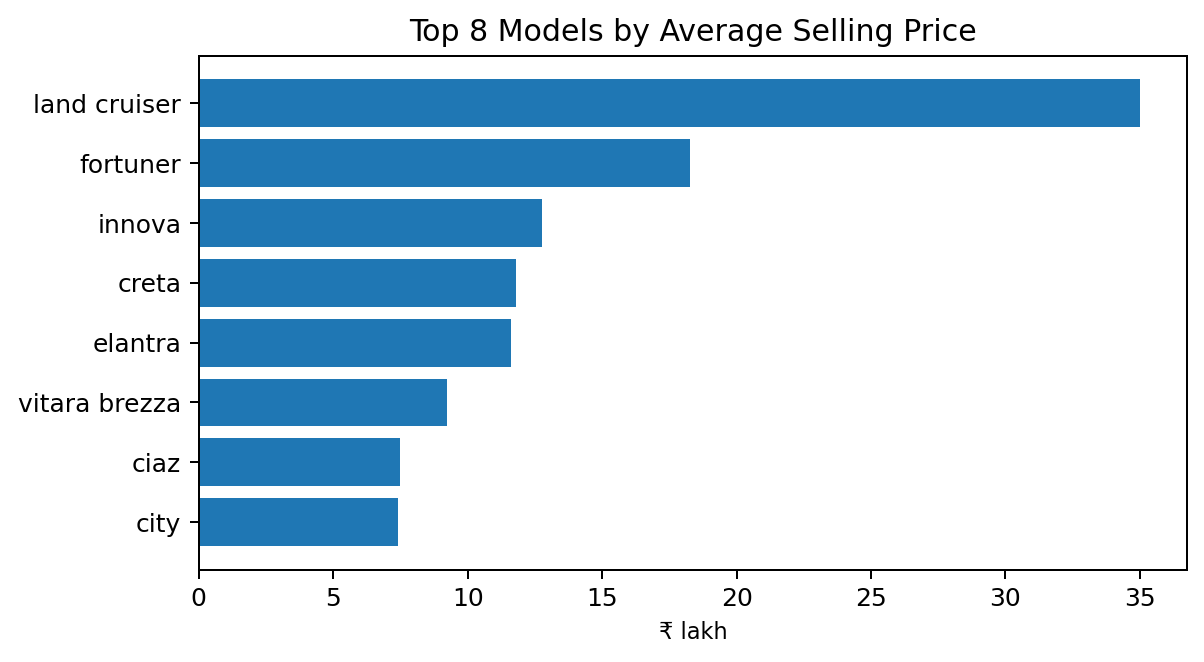 Top 8 Models by Average Selling Price
land cruiser
fortuner
innova
creta
elantra
vitara brezza
ciaz
city
0 5 10 15 20 25 30 35
₹ lakh